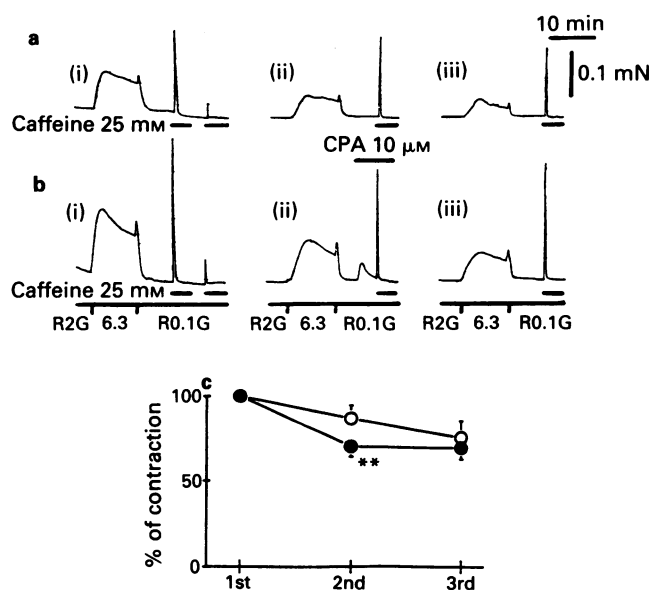 a
10 min
(i)
(ii)
(iii)
0.1 mN
Caffeine 25 mM
CPA 10 μM
b
(i)
(ii)
(iii)
Caffeine 25 mM
R2G 6.3 R0.1G R2G 6.3 R0.1G R2G 6.3 R0.1G
c
% of contraction
100
50
0
**
1st 2nd 3rd